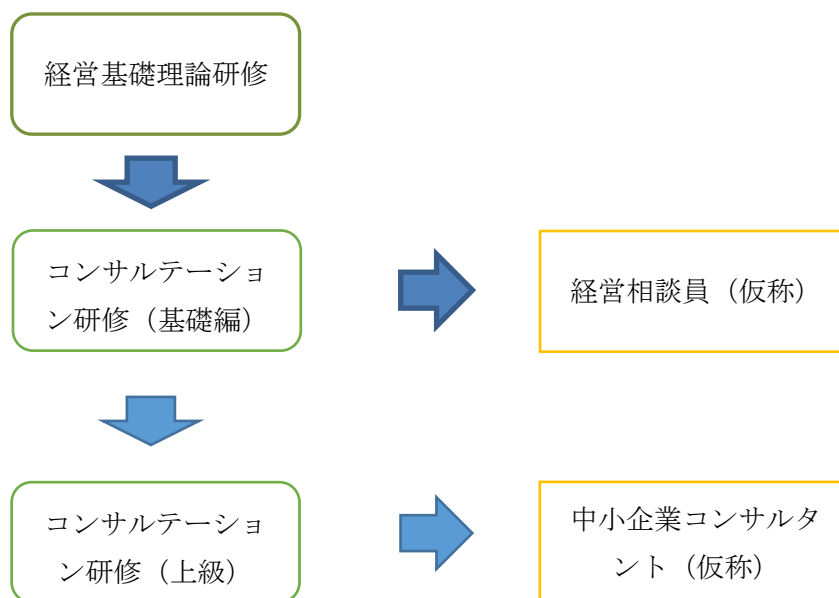 経営基礎理論研修
コンサルテーショ
ン研修（基礎編）
経営相談員（仮称）
コンサルテーショ
ン研修（上級）
中小企業コンサルタ
ント（仮称）